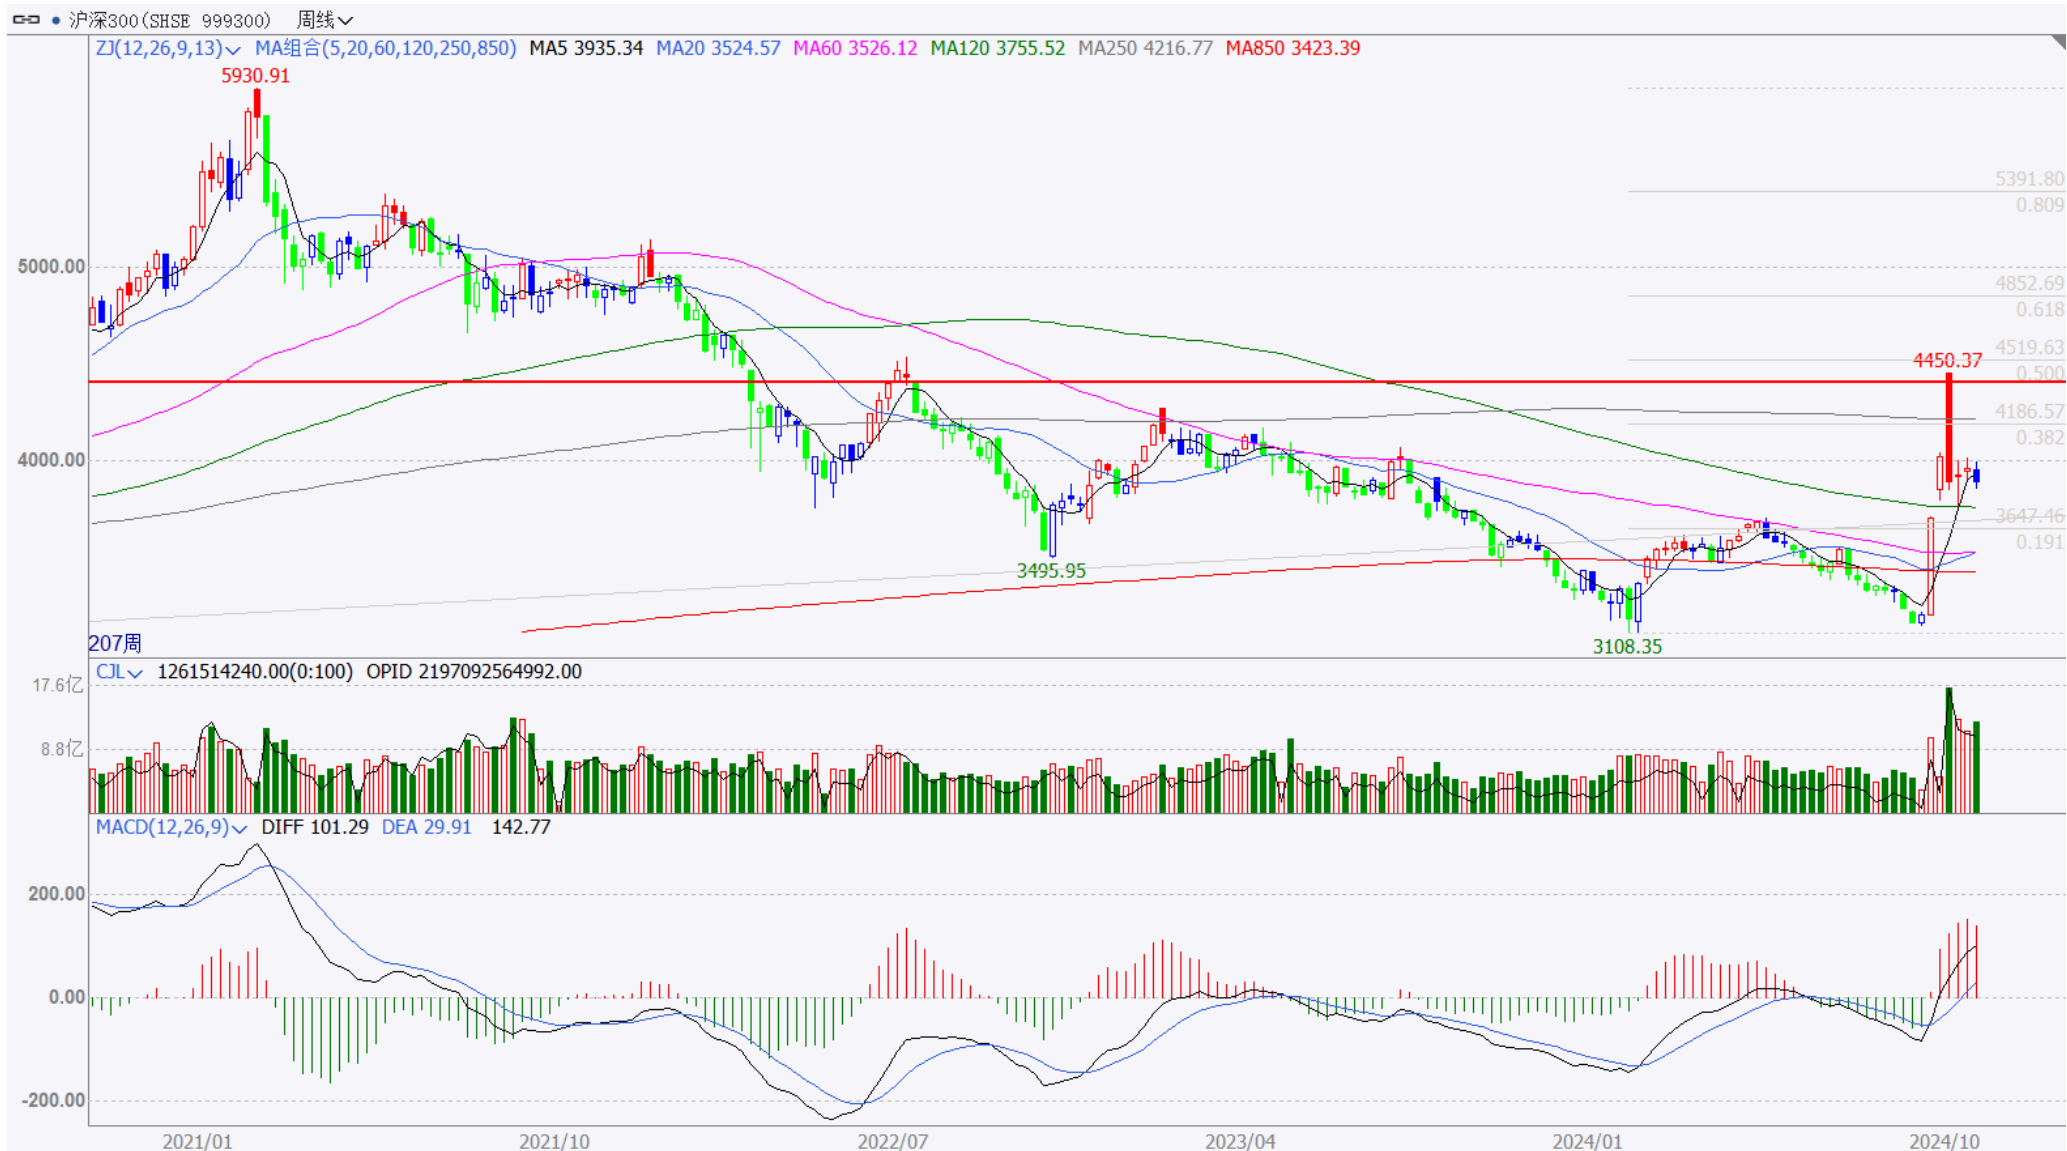 沪深300(SHSE 999300) 周线
ZJ(12,26,9,13) MA组合(5,20,60,120,250,850) MA5 3935.34 MA20 3524.57 MA60 3526.12 MA120 3755.52 MA250 4216.77 MA850 3423.39
5930.91
5391.80
0.809
5000.00
4852.69
0.618
4519.63
4450.37
0.500
4186.57
0.382
4000.00
3647.46
0.191
3495.95
207周
3108.35
CJL 1261514240.00(0:100) OPID 2197092564992.00
17.6亿
8.8亿
MACD(12,26,9) DIFF 101.29 DEA 29.91 142.77
200.00
0.00
-200.00
2021/01 2021/10 2022/07 2023/04 2024/01 2024/10